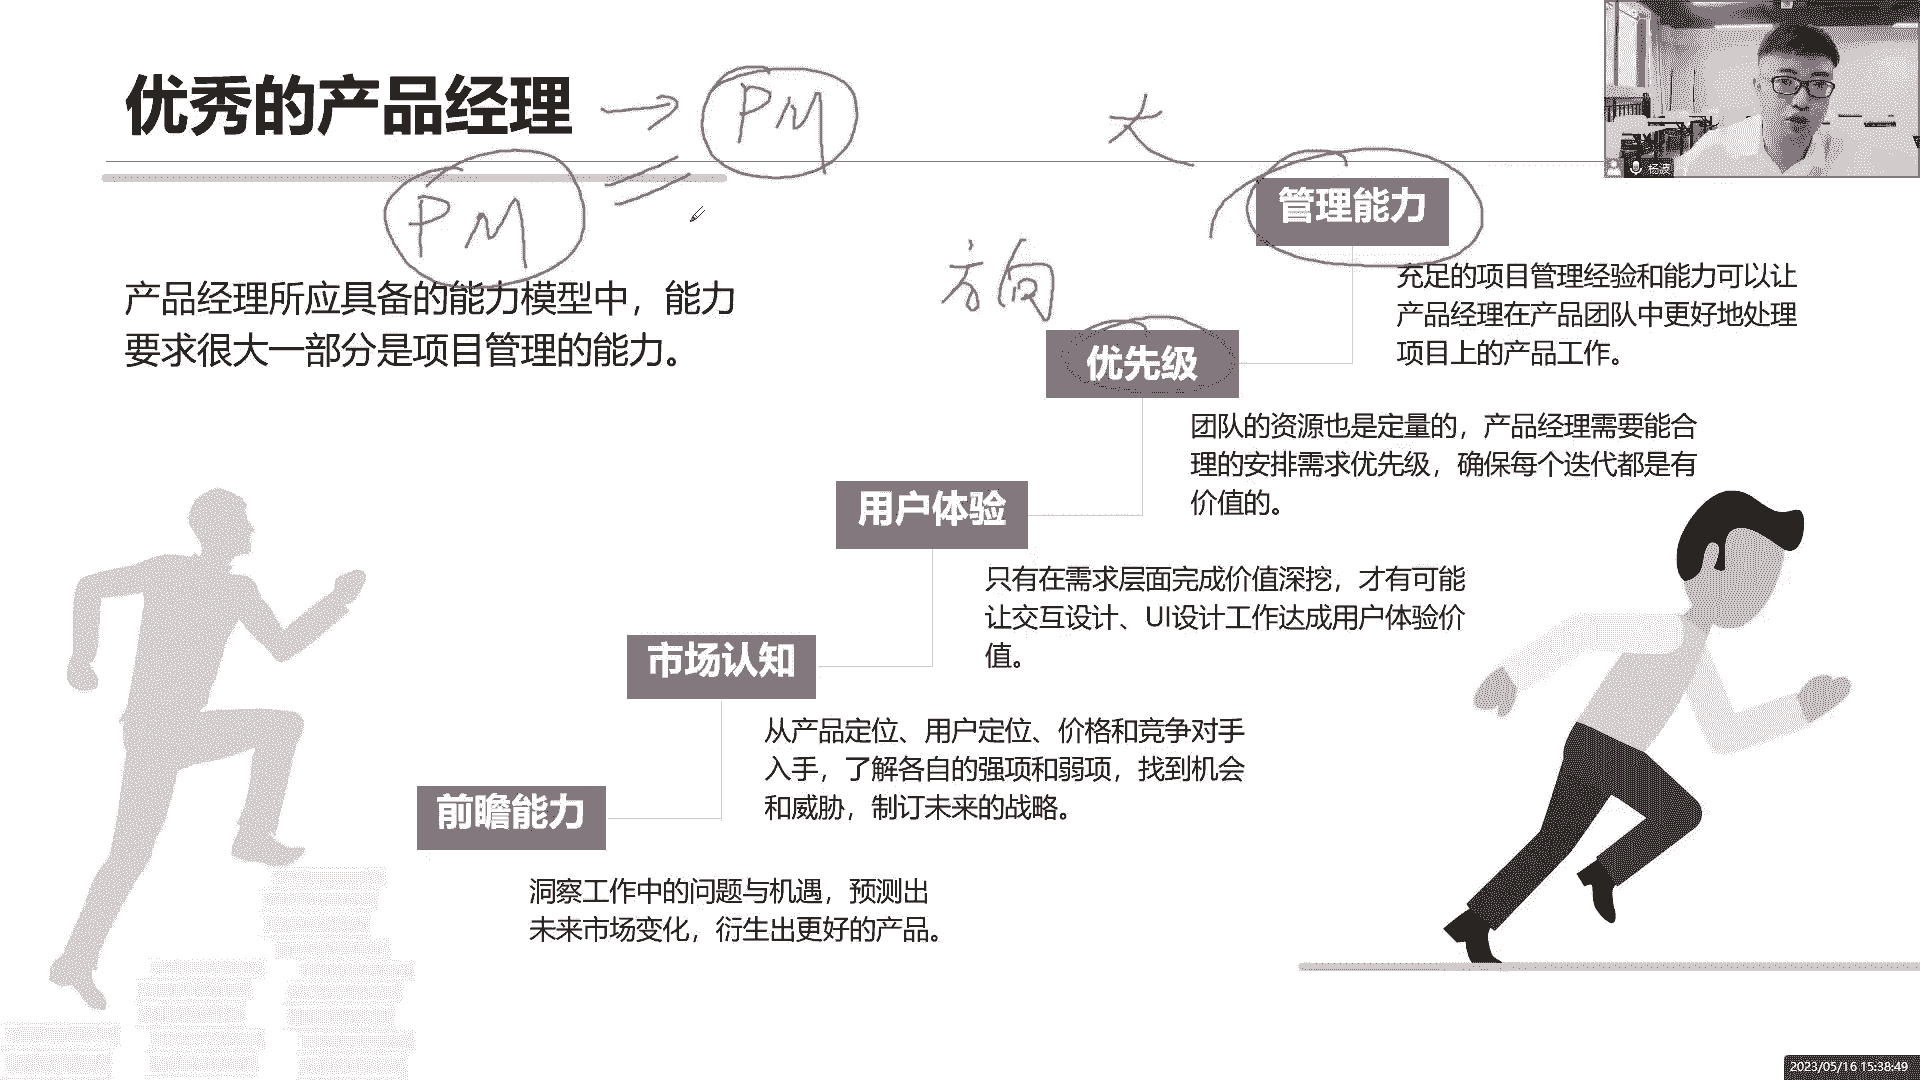 优秀的产品经理
PM
PM
大
方向
产品经理所应具备的能力模型中，能力
要求很大一部分是项目管理的能力。
管理能力
充足的项目管理经验和能力可以让
产品经理在产品团队中更好地处理
项目上的产品工作。
优先级
团队的资源也是定量的，产品经理需要能合
理的安排需求优先级，确保每个迭代都是有
价值的。
用户体验
只有在需求层面完成价值深挖，才有可能
让交互设计、UI设计工作达成用户体验价
值。
市场认知
从产品定位、用户定位、价格和竞争对手
入手，了解各自的强项和弱项，找到机会
和威胁，制订未来的战略。
前瞻能力
洞察工作中的问题与机遇，预测出
未来市场变化，衍生出更好的产品。
杨波
2023/05/16 15:38:49